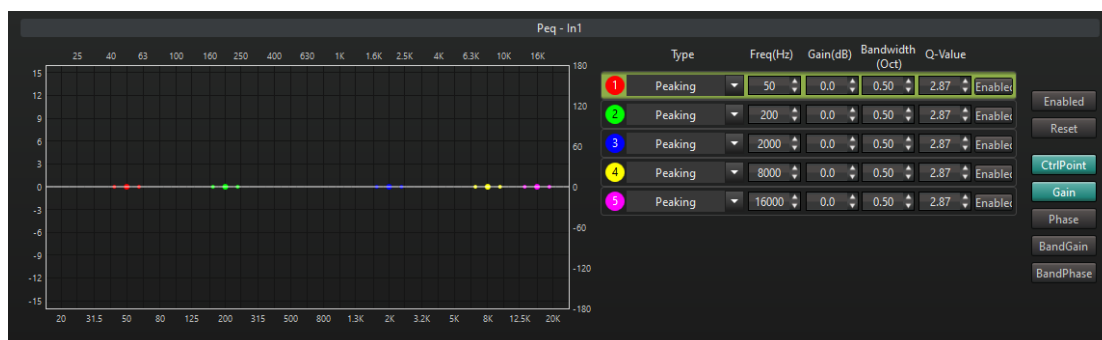 Peq - In1
25 40 63 100 160 250 400 630 1K 1.6K 2.5K 4K 6.3K 10K 16K
15 12 9 6 3 0 -3 -6 -9 -12 -15
180 120 60 0 -60 -120 -180
20 31.5 50 80 125 200 315 500 800 1.3K 2K 3.2K 5K 8K 12.5K 20K
Type Freq(Hz) Gain(dB) Bandwidth (Oct) Q-Value
1 Peaking 50 0.0 0.50 2.87 Enabled
2 Peaking 200 0.0 0.50 2.87 Enabled
3 Peaking 2000 0.0 0.50 2.87 Enabled
4 Peaking 8000 0.0 0.50 2.87 Enabled
5 Peaking 16000 0.0 0.50 2.87 Enabled
Enabled
Reset
CtrlPoint
Gain
Phase
BandGain
BandPhase